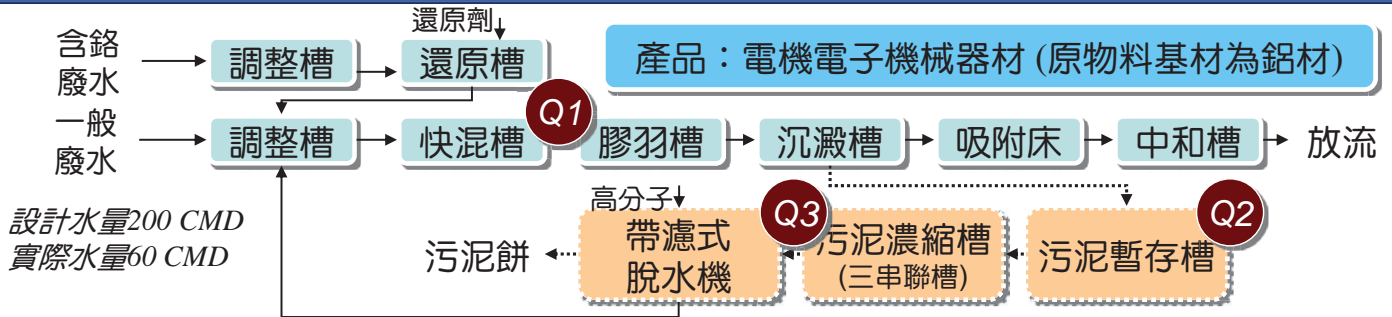 還原劑
含鉻
廢水
調整槽
還原槽
產品：電機電子機械器材 (原物料基材為鋁材)
Q1
一般
廢水
調整槽
快混槽
膠羽槽
沉澱槽
吸附床
中和槽
放流
設計水量200 CMD
實際水量60 CMD
高分子
Q3
Q2
污泥餅
帶濾式
脫水機
污泥濃縮槽
(三串聯槽)
污泥暫存槽